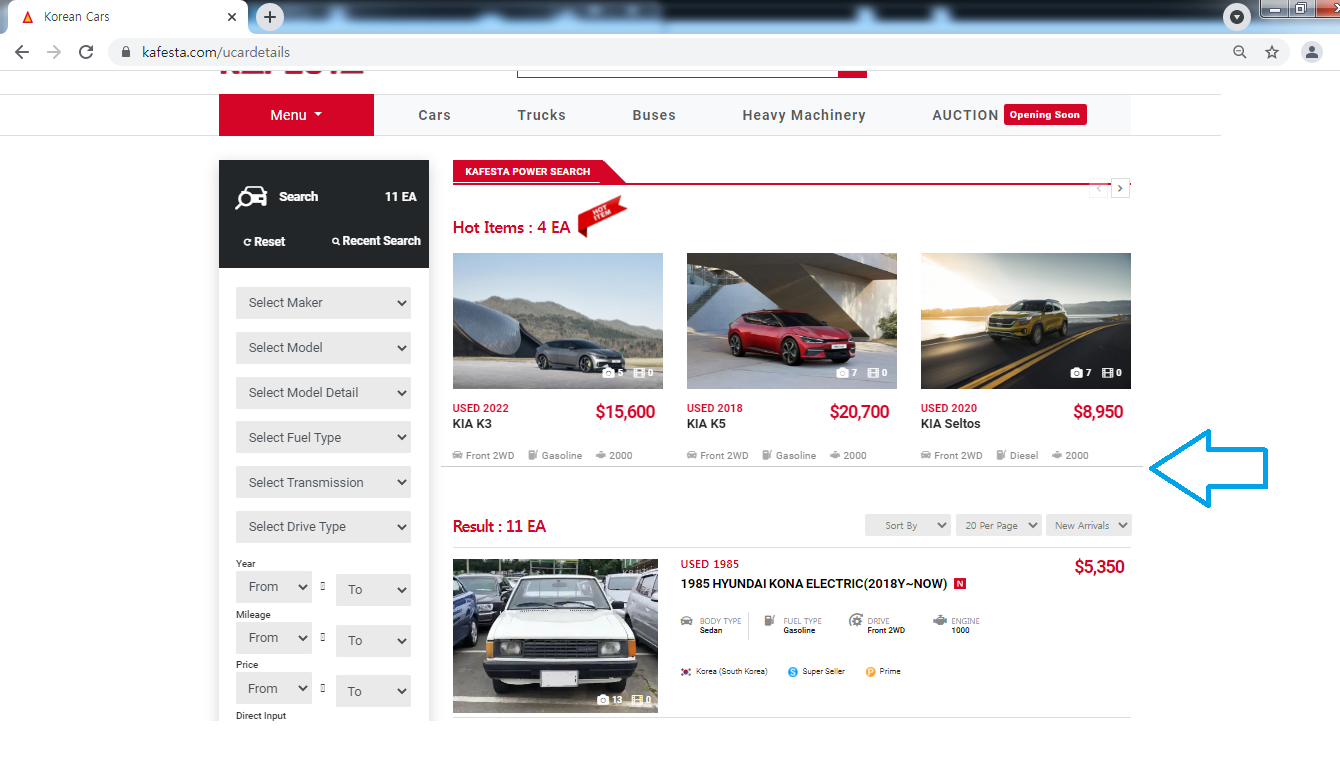 Korean Cars
kafesta.com/ucardetails
Menu
Cars
Trucks
Buses
Heavy Machinery
AUCTION Opening Soon
Search 11 EA
Reset Recent Search
Select Maker
Select Model
Select Model Detail
Select Fuel Type
Select Transmission
Select Drive Type
Year
From To
Mileage
From To
Price
From To
Direct Input
KAFESTA POWER SEARCH
Hot Items : 4 EA HOT ITEM
5 0
USED 2022 $15,600
KIA K3
Front 2WD Gasoline 2000
7 0
USED 2018 $20,700
KIA K5
Front 2WD Gasoline 2000
7 0
USED 2020 $8,950
KIA Seltos
Front 2WD Diesel 2000
Result : 11 EA
Sort By 20 Per Page New Arrivals
13 0
USED 1985 $5,350
1985 HYUNDAI KONA ELECTRIC(2018Y~NOW) N
BODY TYPE FUEL TYPE DRIVE ENGINE
Sedan Gasoline Front 2WD 1000
Korea (South Korea) S Super Seller P Prime